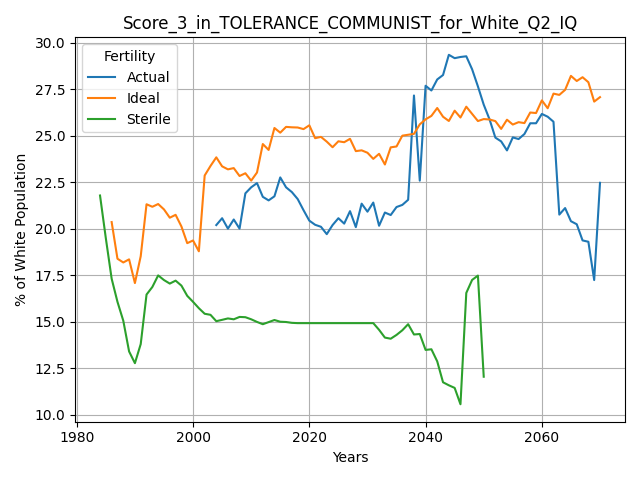 Score_3_in_TOLERANCE_COMMUNIST_for_White_Q2_IQ
Fertility
Actual
Ideal
Sterile
% of White Population
30.0
27.5
25.0
22.5
20.0
17.5
15.0
12.5
10.0
1980
2000
2020
2040
2060
Years